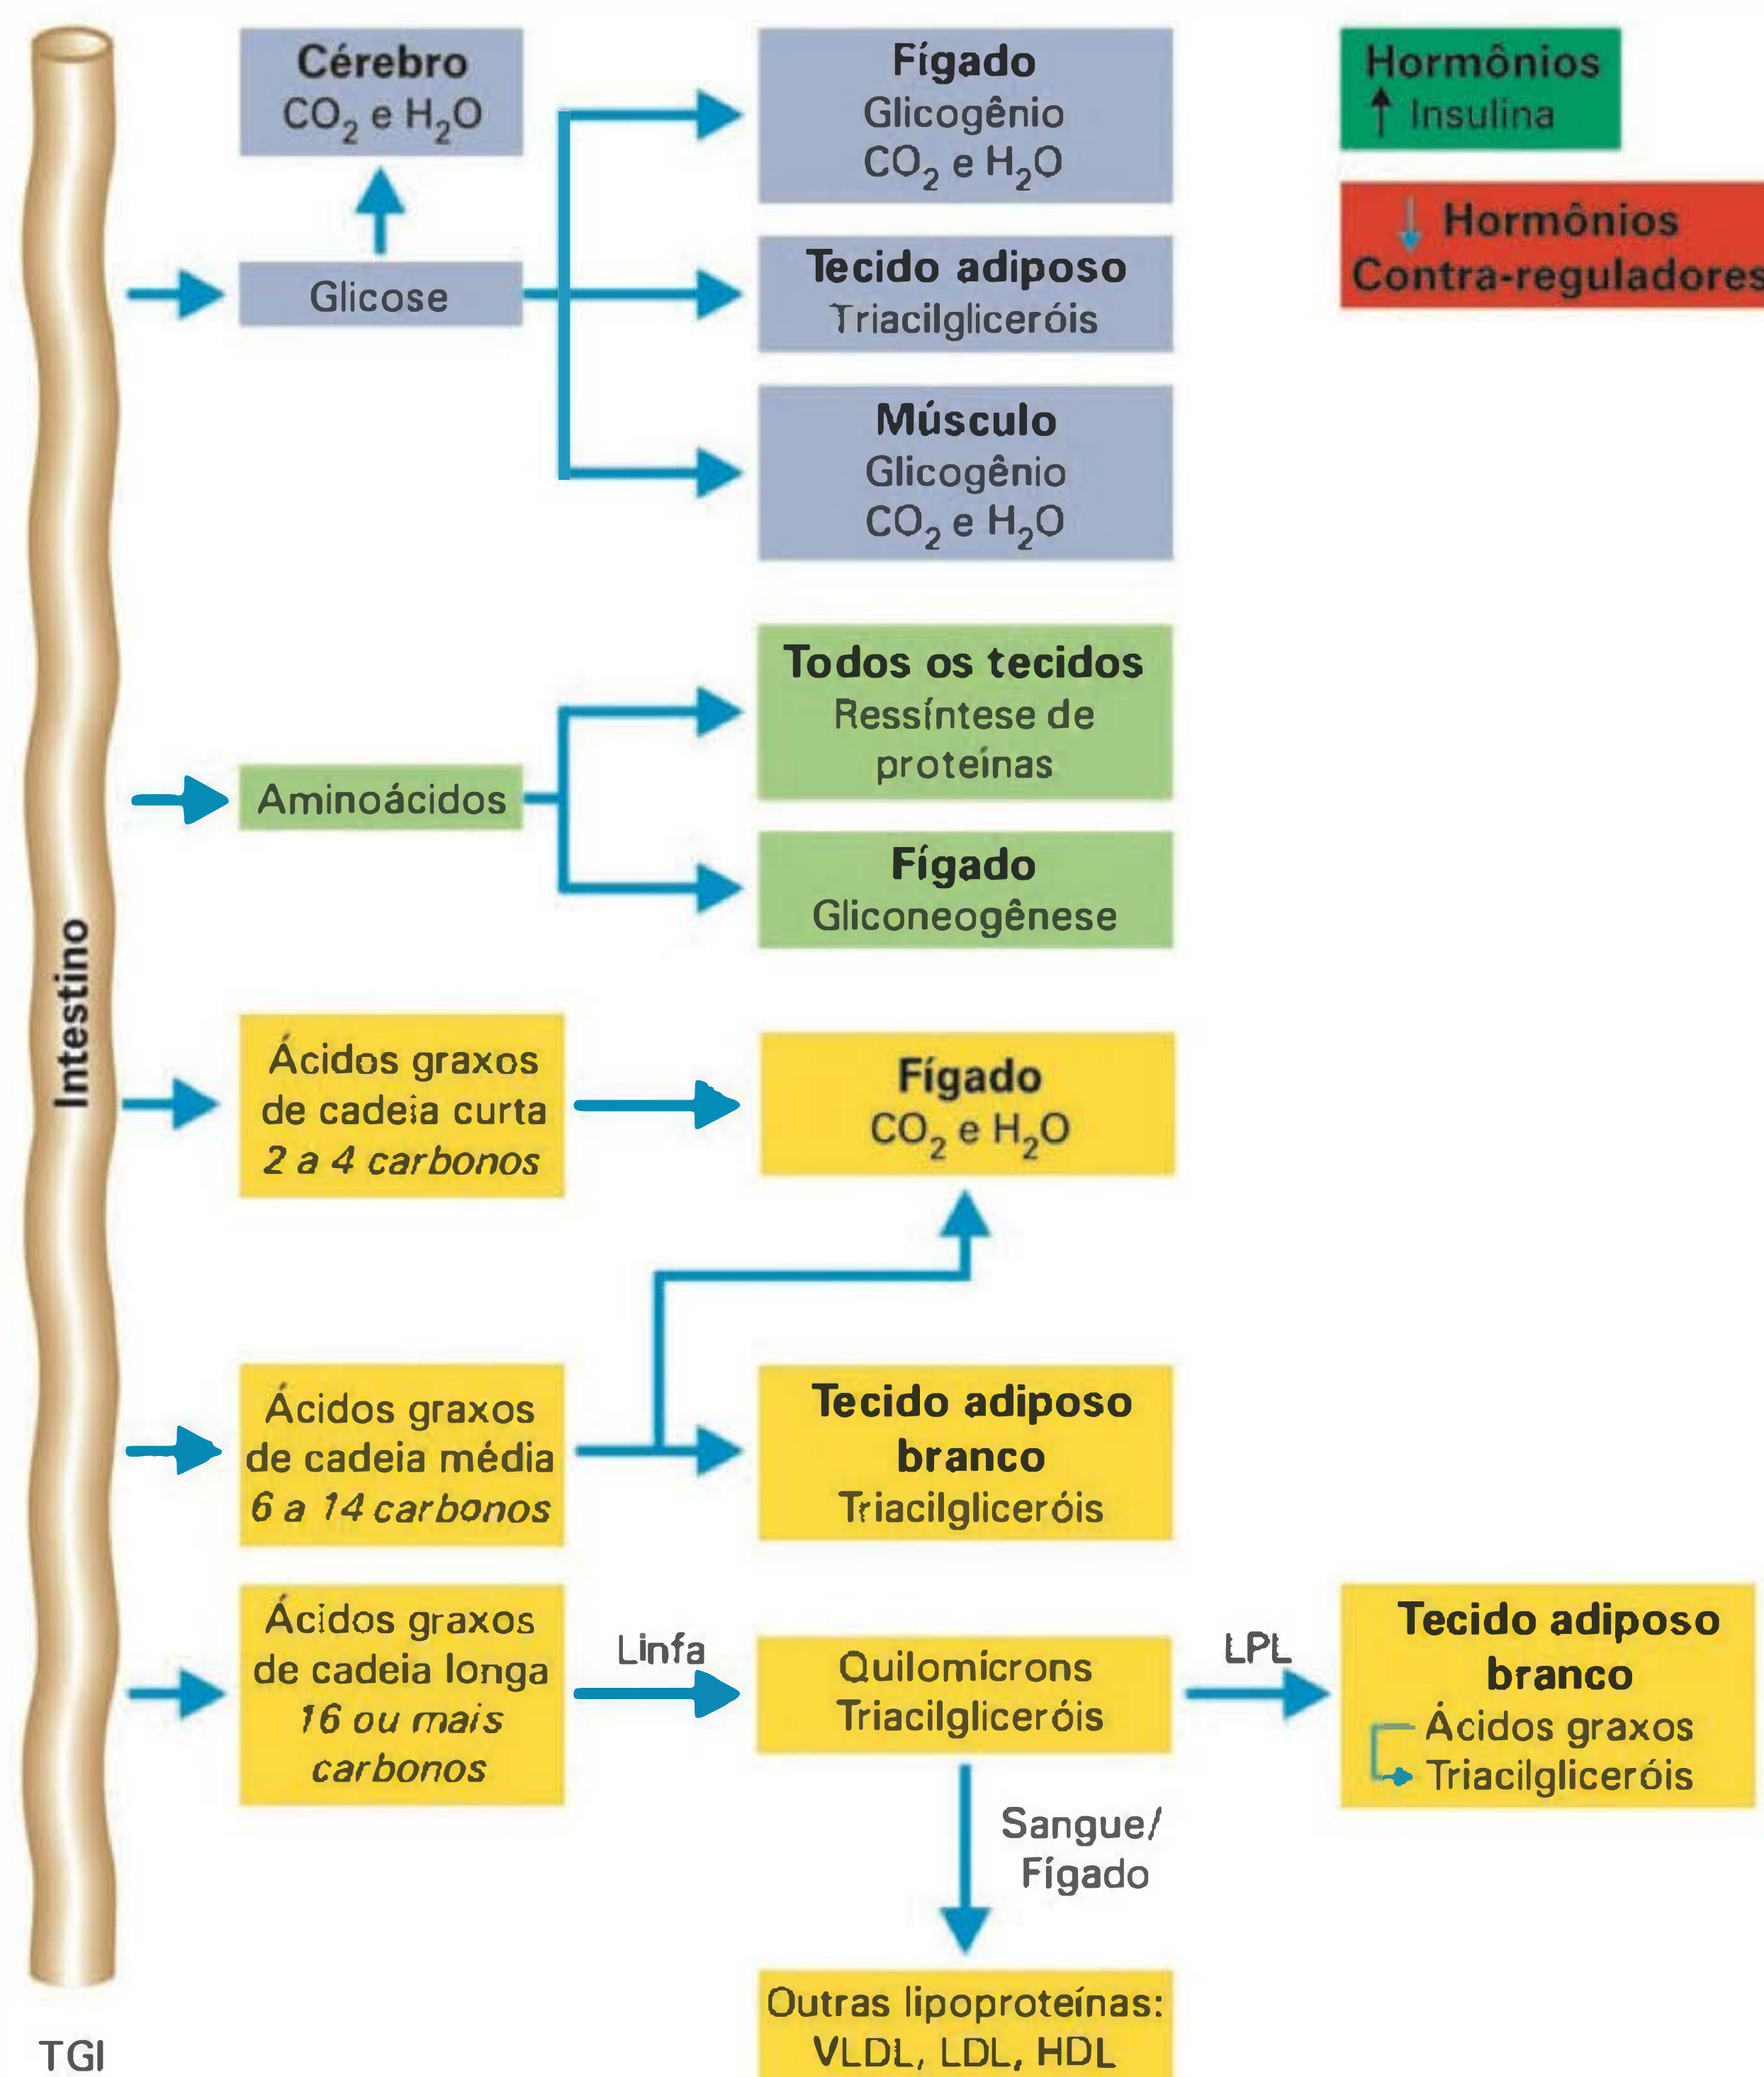 Cérebro
CO₂ e H₂O
Glicose
Fígado
Glicogênio
CO₂ e H₂O
Tecido adiposo
Triacilgliceróis
Músculo
Glicogênio
CO₂ e H₂O
Hormônios
↑ Insulina
↓ Hormônios
Contra-reguladores
Aminoácidos
Todos os tecidos
Ressíntese de
proteínas
Fígado
Gliconeogênese
Intestino
Ácidos graxos
de cadeia curta
2 a 4 carbonos
Fígado
CO₂ e H₂O
Ácidos graxos
de cadeia média
6 a 14 carbonos
Tecido adiposo
branco
Triacilgliceróis
Ácidos graxos
de cadeia longa
16 ou mais
carbonos
Linfa
Quilomícrons
Triacilgliceróis
LPL
Tecido adiposo
branco
Ácidos graxos
Triacilgliceróis
Sangue/
Fígado
Outras lipoproteínas:
VLDL, LDL, HDL
TGI